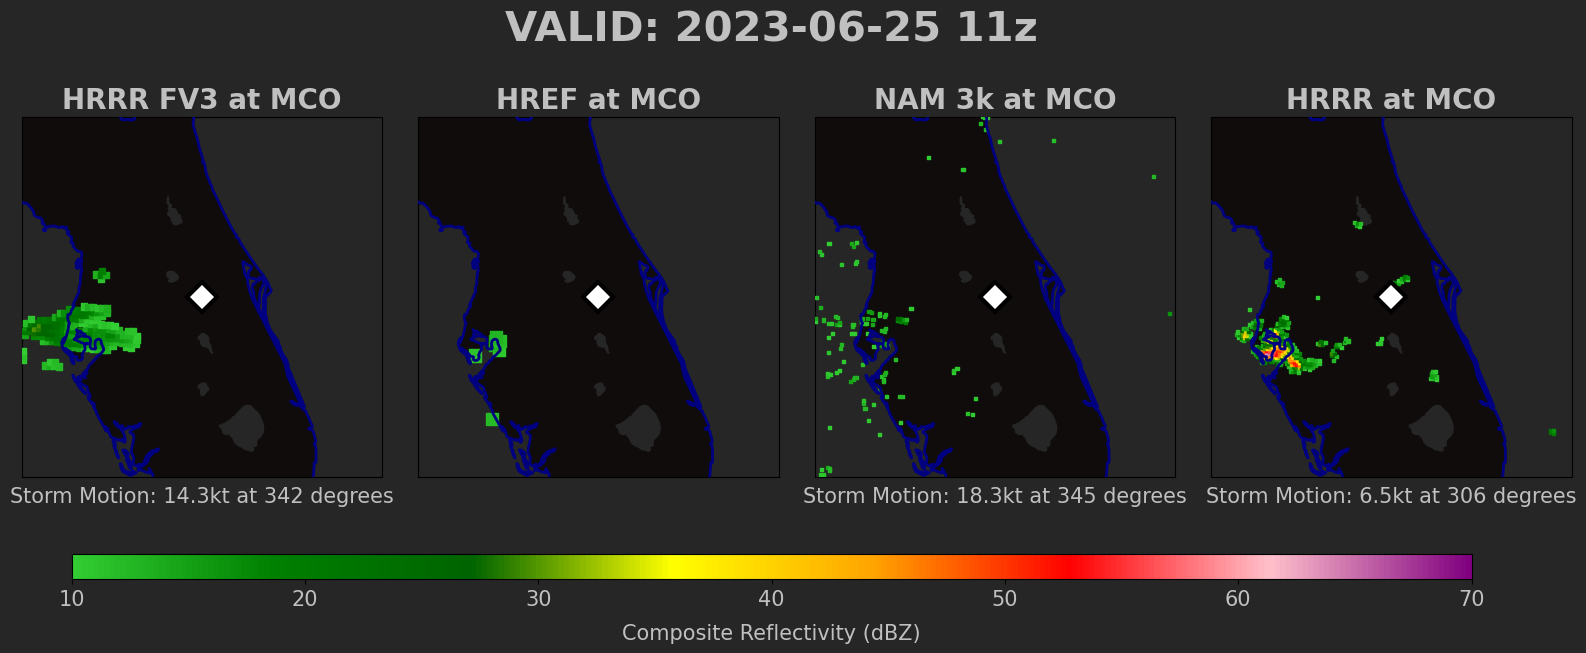 VALID: 2023-06-25 11z
HRRR FV3 at MCO
HREF at MCO
NAM 3k at MCO
HRRR at MCO
Storm Motion: 14.3kt at 342 degrees
Storm Motion: 18.3kt at 345 degrees
Storm Motion: 6.5kt at 306 degrees
10 20 30 40 50 60 70
Composite Reflectivity (dBZ)